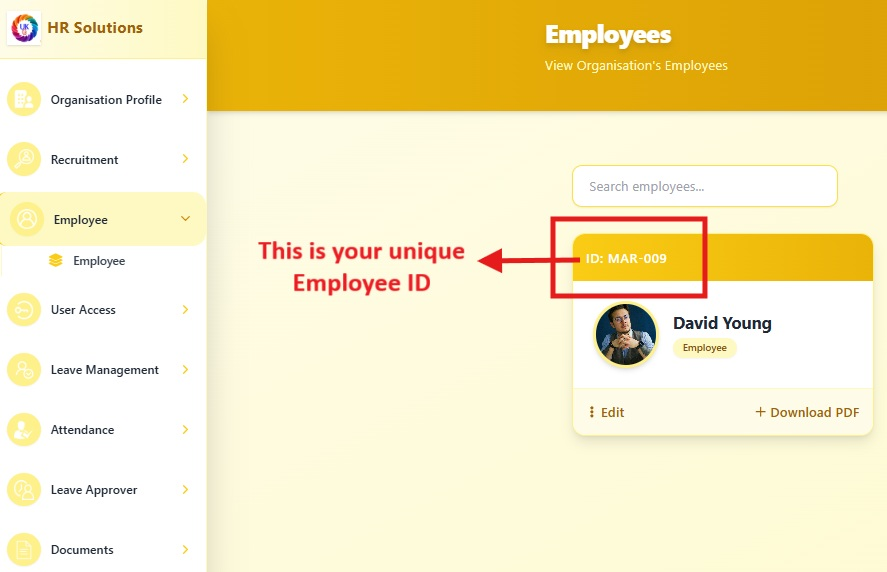 HR Solutions
Organisation Profile
Recruitment
Employee
Employee
User Access
Leave Management
Attendance
Leave Approver
Documents
Employees
View Organisation's Employees
Search employees...
This is your unique
Employee ID
ID: MAR-009
David Young
Employee
Edit
+ Download PDF